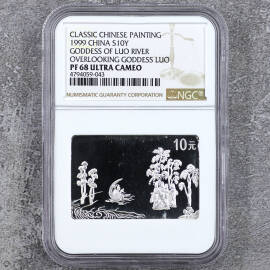 CLASSIC CHINESE PAINTING
1999 CHINA S10Y
GODDESS OF LUO RIVER
OVERLOOKING GODDESS LUO
PF 68 ULTRA CAMEO
4794059-043
NUMISMATIC GUARANTY CORPORATION
NGC
10元